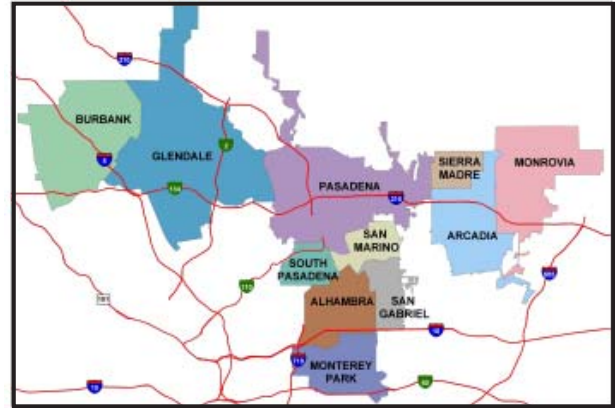 210
BURBANK
5
GLENDALE
2
134
PASADENA
210
SIERRA
MADRE
MONROVIA
ARCADIA
SAN
MARINO
SOUTH
PASADENA
101
110
ALHAMBRA
SAN
GABRIEL
605
10
710
MONTEREY
PARK
10
60